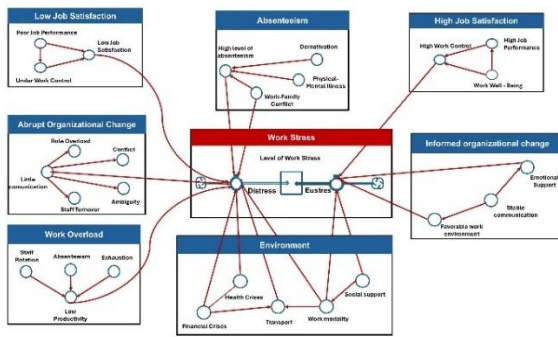 Low Job Satisfaction
Poor Job Performance
Low Job
Satisfaction
Under Work Control
Absenteeism
High level of
absenteeism
Demotivation
Physical-
Mental Illness
Work-Family
Conflict
High Job Satisfaction
High Work Control
High Job
Performance
Work Well - Being
Abrupt Organizational Change
Role Overload
Conflict
Little
comunication
Ambiguity
Staff Turnover
Work Stress
Level of Work Stress
Distress
Eustres
Informed organizational change
Emotional
Support
Stable
communication
Favorable work
environment
Work Overload
Staff
Rotation
Absenteeism
Exhaustion
Low
Productivity
Environment
Health Crises
Social support
Financial Crises
Transport
Work modality